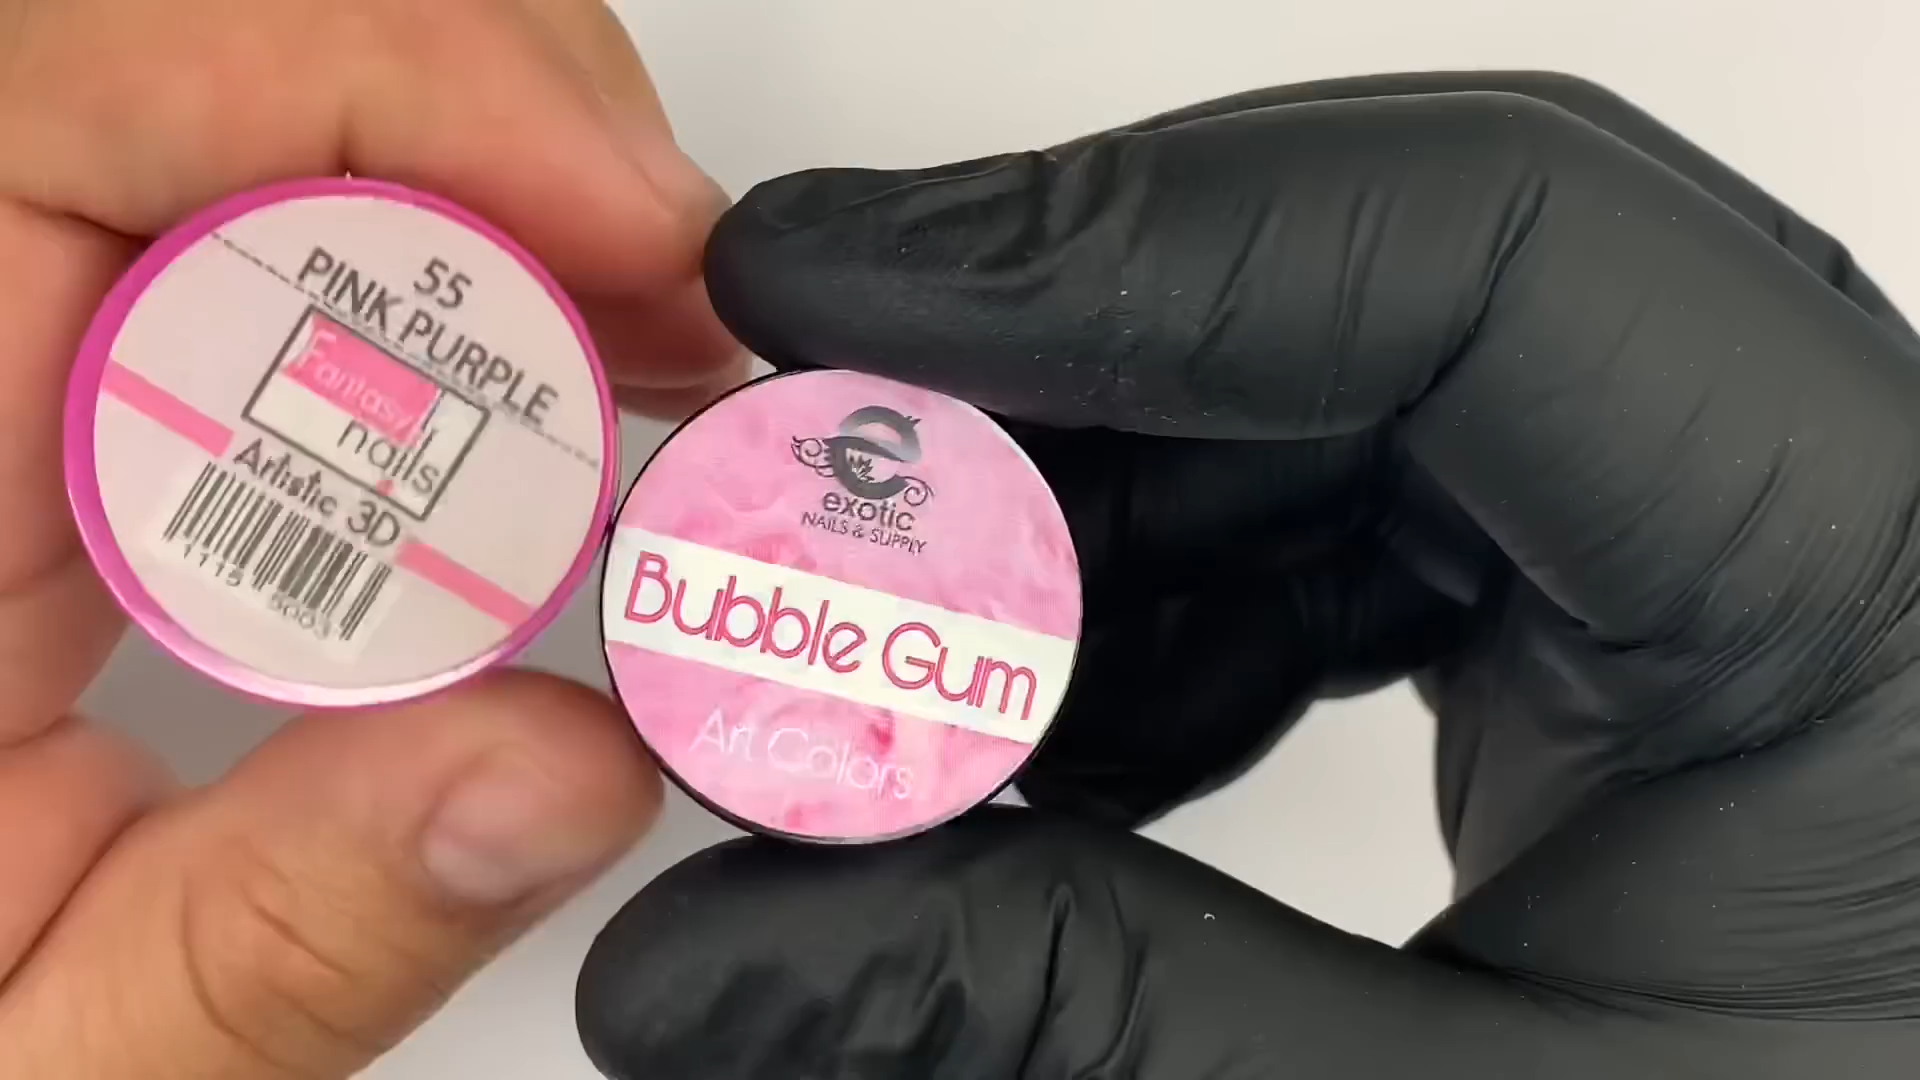 55
PINK PURPLE
Fantasy
nails
Artistic 3D
exotic
NAILS & SUPPLY
Bubble Gum
Art Colors